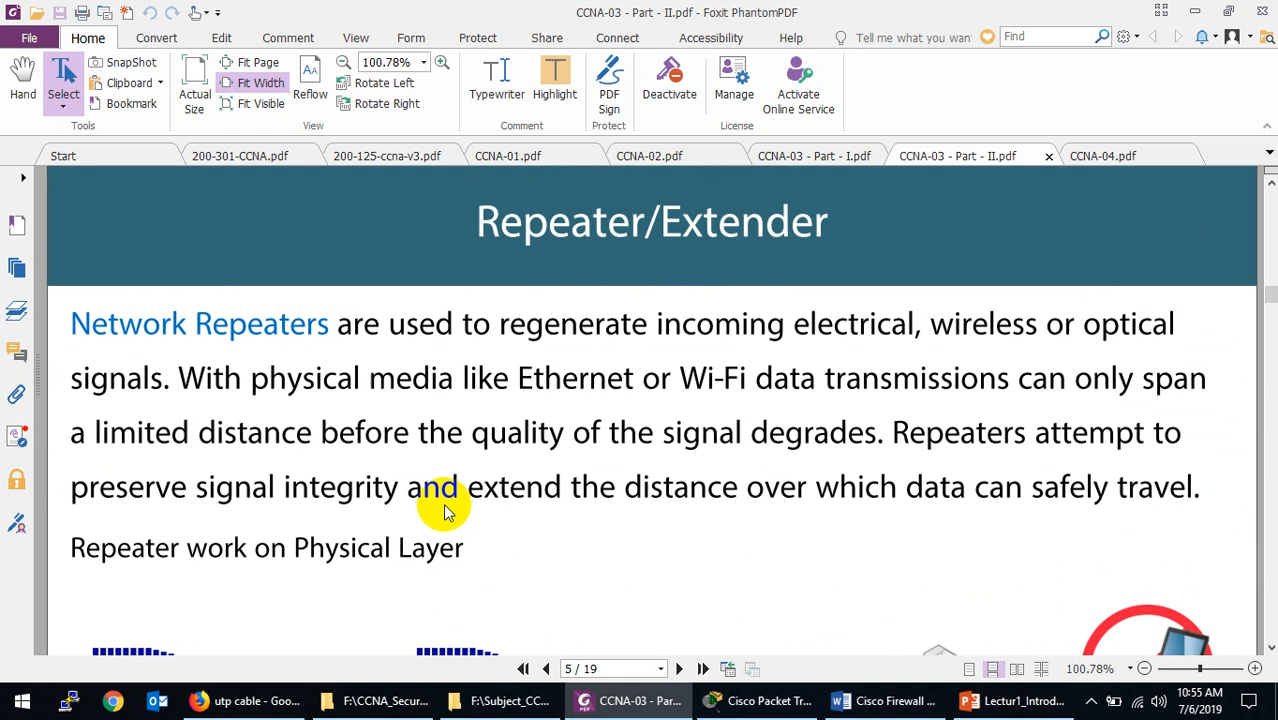 CCNA-03 - Part - II.pdf - Foxit PhantomPDF
File Home Convert Edit Comment View Form Protect Share Connect Accessibility Help Tell me what you want Find
Hand
Select
SnapShot
Clipboard
Bookmark
Tools
Actual Size
Fit Page
Fit Width
Fit Visible
Reflow
100.78%
Rotate Left
Rotate Right
View
Typewriter
Highlight
Comment
PDF Sign
Protect
Deactivate
Manage
Activate Online Service
License
Start 200-301-CCNA.pdf 200-125-ccna-v3.pdf CCNA-01.pdf CCNA-02.pdf CCNA-03 - Part - I.pdf CCNA-03 - Part - II.pdf CCNA-04.pdf
Repeater/Extender
Network Repeaters are used to regenerate incoming electrical, wireless or optical
signals. With physical media like Ethernet or Wi-Fi data transmissions can only span
a limited distance before the quality of the signal degrades. Repeaters attempt to
preserve signal integrity and extend the distance over which data can safely travel.
Repeater work on Physical Layer
5 / 19
100.78%
utp cable - Goo... F:\CCNA_Secur... F:\Subject_CC... CCNA-03 - Par... Cisco Packet Tr... Cisco Firewall ... Lectur1_Introd...
10:55 AM
7/6/2019